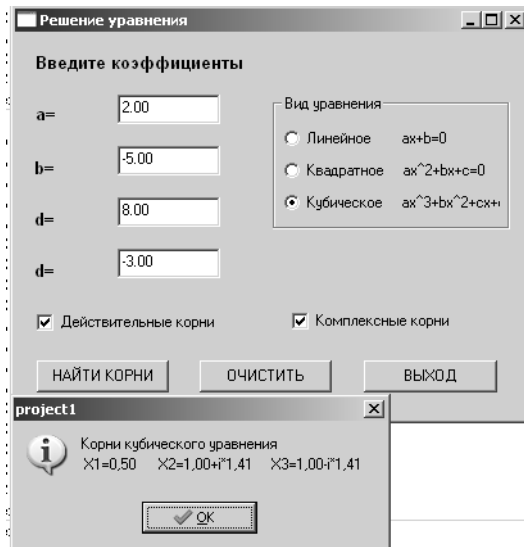 Решение уравнения
Введите коэффициенты
a= 2.00
b= -5.00
d= 8.00
d= -3.00
Вид уравнения
Линейное ax+b=0
Квадратное ax^2+bx+c=0
Кубическое ax^3+bx^2+cx+
Действительные корни
Комплексные корни
НАЙТИ КОРНИ ОЧИСТИТЬ ВЫХОД
project1
Корни кубического уравнения
X1=0,50 X2=1,00+i*1,41 X3=1,00-i*1,41
OK